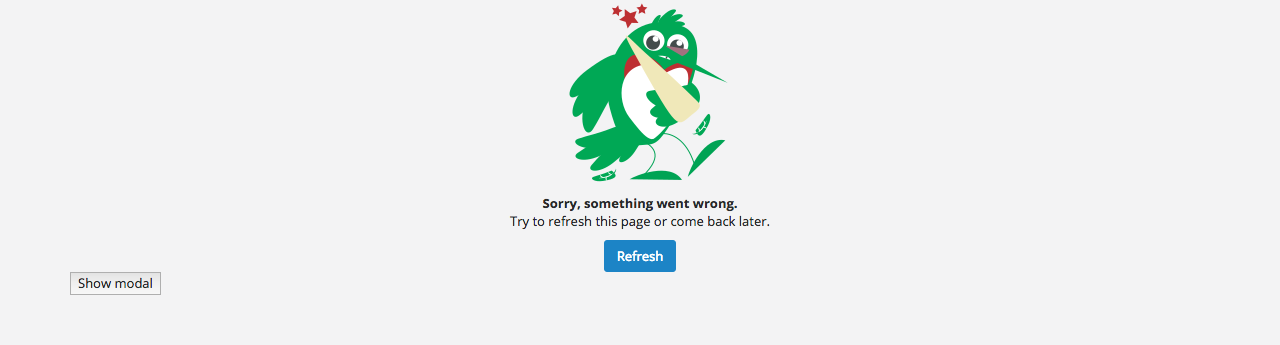 Sorry, something went wrong.
Try to refresh this page or come back later.
Refresh
Show modal